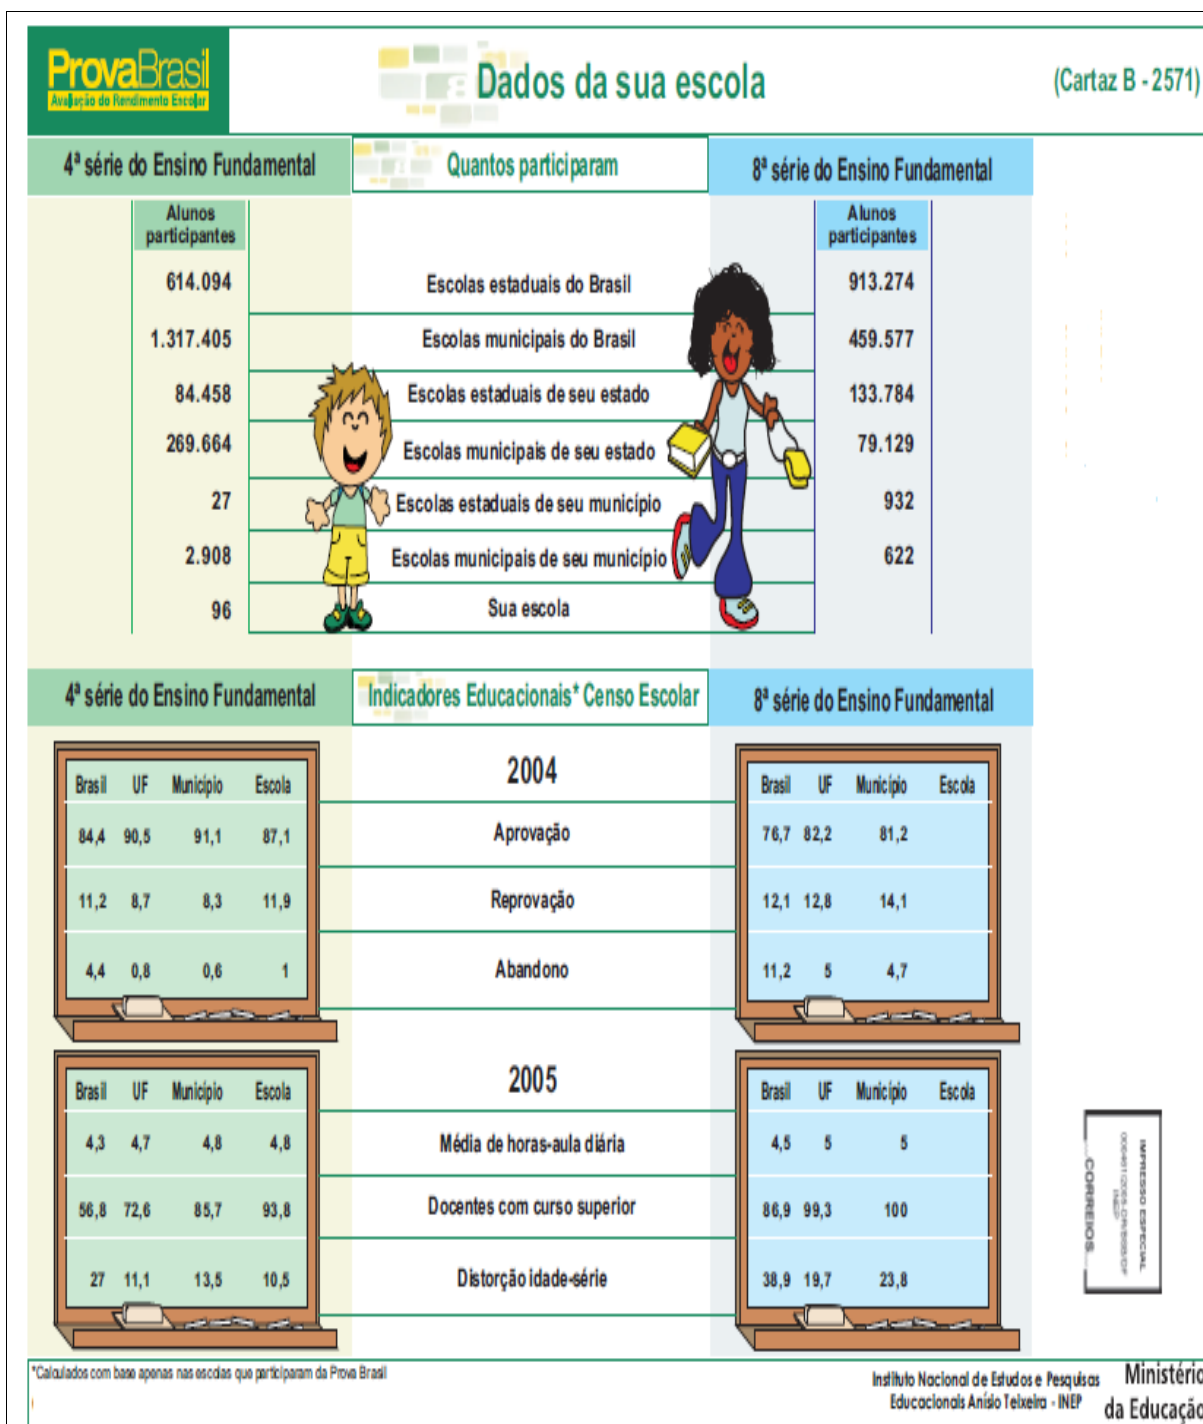 ProvaBrasil
Avaliação do Rendimento Escolar
Dados da sua escola
(Cartaz B - 2571)
4ª série do Ensino Fundamental
Quantos participaram
8ª série do Ensino Fundamental
Alunos participantes
Alunos participantes
614.094 Escolas estaduais do Brasil 913.274
1.317.405 Escolas municipais do Brasil 459.577
84.458 Escolas estaduais de seu estado 133.784
269.664 Escolas municipais de seu estado 79.129
27 Escolas estaduais de seu município 932
2.908 Escolas municipais de seu município 622
96 Sua escola
4ª série do Ensino Fundamental
Indicadores Educacionais* Censo Escolar
8ª série do Ensino Fundamental
2004
Brasil UF Município Escola Brasil UF Município Escola
84,4 90,5 91,1 87,1 Aprovação 76,7 82,2 81,2
11,2 8,7 8,3 11,9 Reprovação 12,1 12,8 14,1
4,4 0,8 0,6 1 Abandono 11,2 5 4,7
2005
Brasil UF Município Escola Brasil UF Município Escola
4,3 4,7 4,8 4,8 Média de horas-aula diária 4,5 5 5
56,8 72,6 85,7 93,8 Docentes com curso superior 86,9 99,3 100
27 11,1 13,5 10,5 Distorção idade-série 38,9 19,7 23,8
IMPRESSO ESPECIAL
INEP
CORREIOS
*Calculados com base apenas nas escolas que participaram da Prova Brasil
Instituto Nacional de Estudos e Pesquisas
Educacionais Anísio Teixeira - INEP
Ministério
da Educação